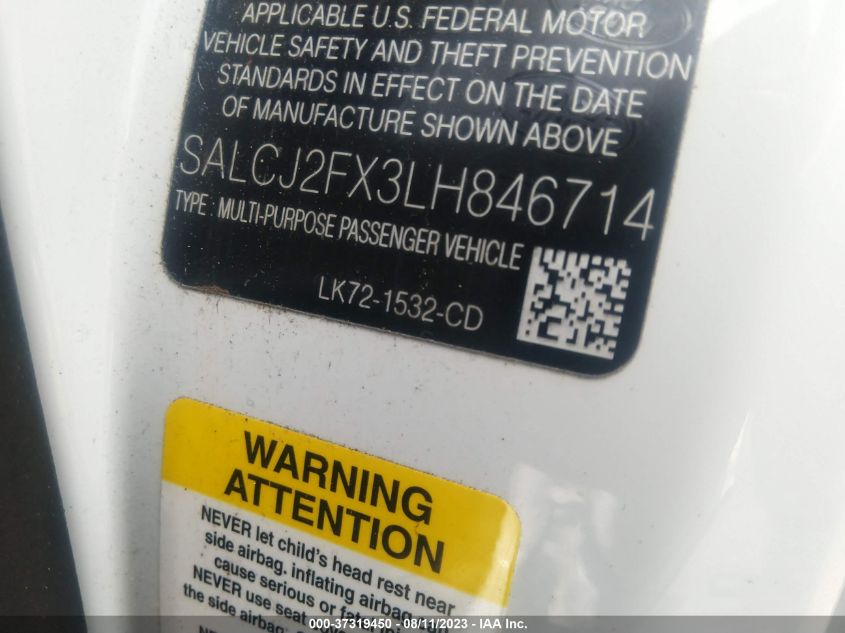 APPLICABLE U.S. FEDERAL MOTOR
VEHICLE SAFETY AND THEFT PREVENTION
STANDARDS IN EFFECT ON THE DATE
OF MANUFACTURE SHOWN ABOVE
SALCJ2FX3LH846714
TYPE : MULTI-PURPOSE PASSENGER VEHICLE
LK72-1532-CD
WARNING
ATTENTION
NEVER let child's head rest near
side airbag. inflating airbag can
cause serious or
NEVER use seat
the side airbag
000-37319450 - 08/11/2023 - © IAA Inc.